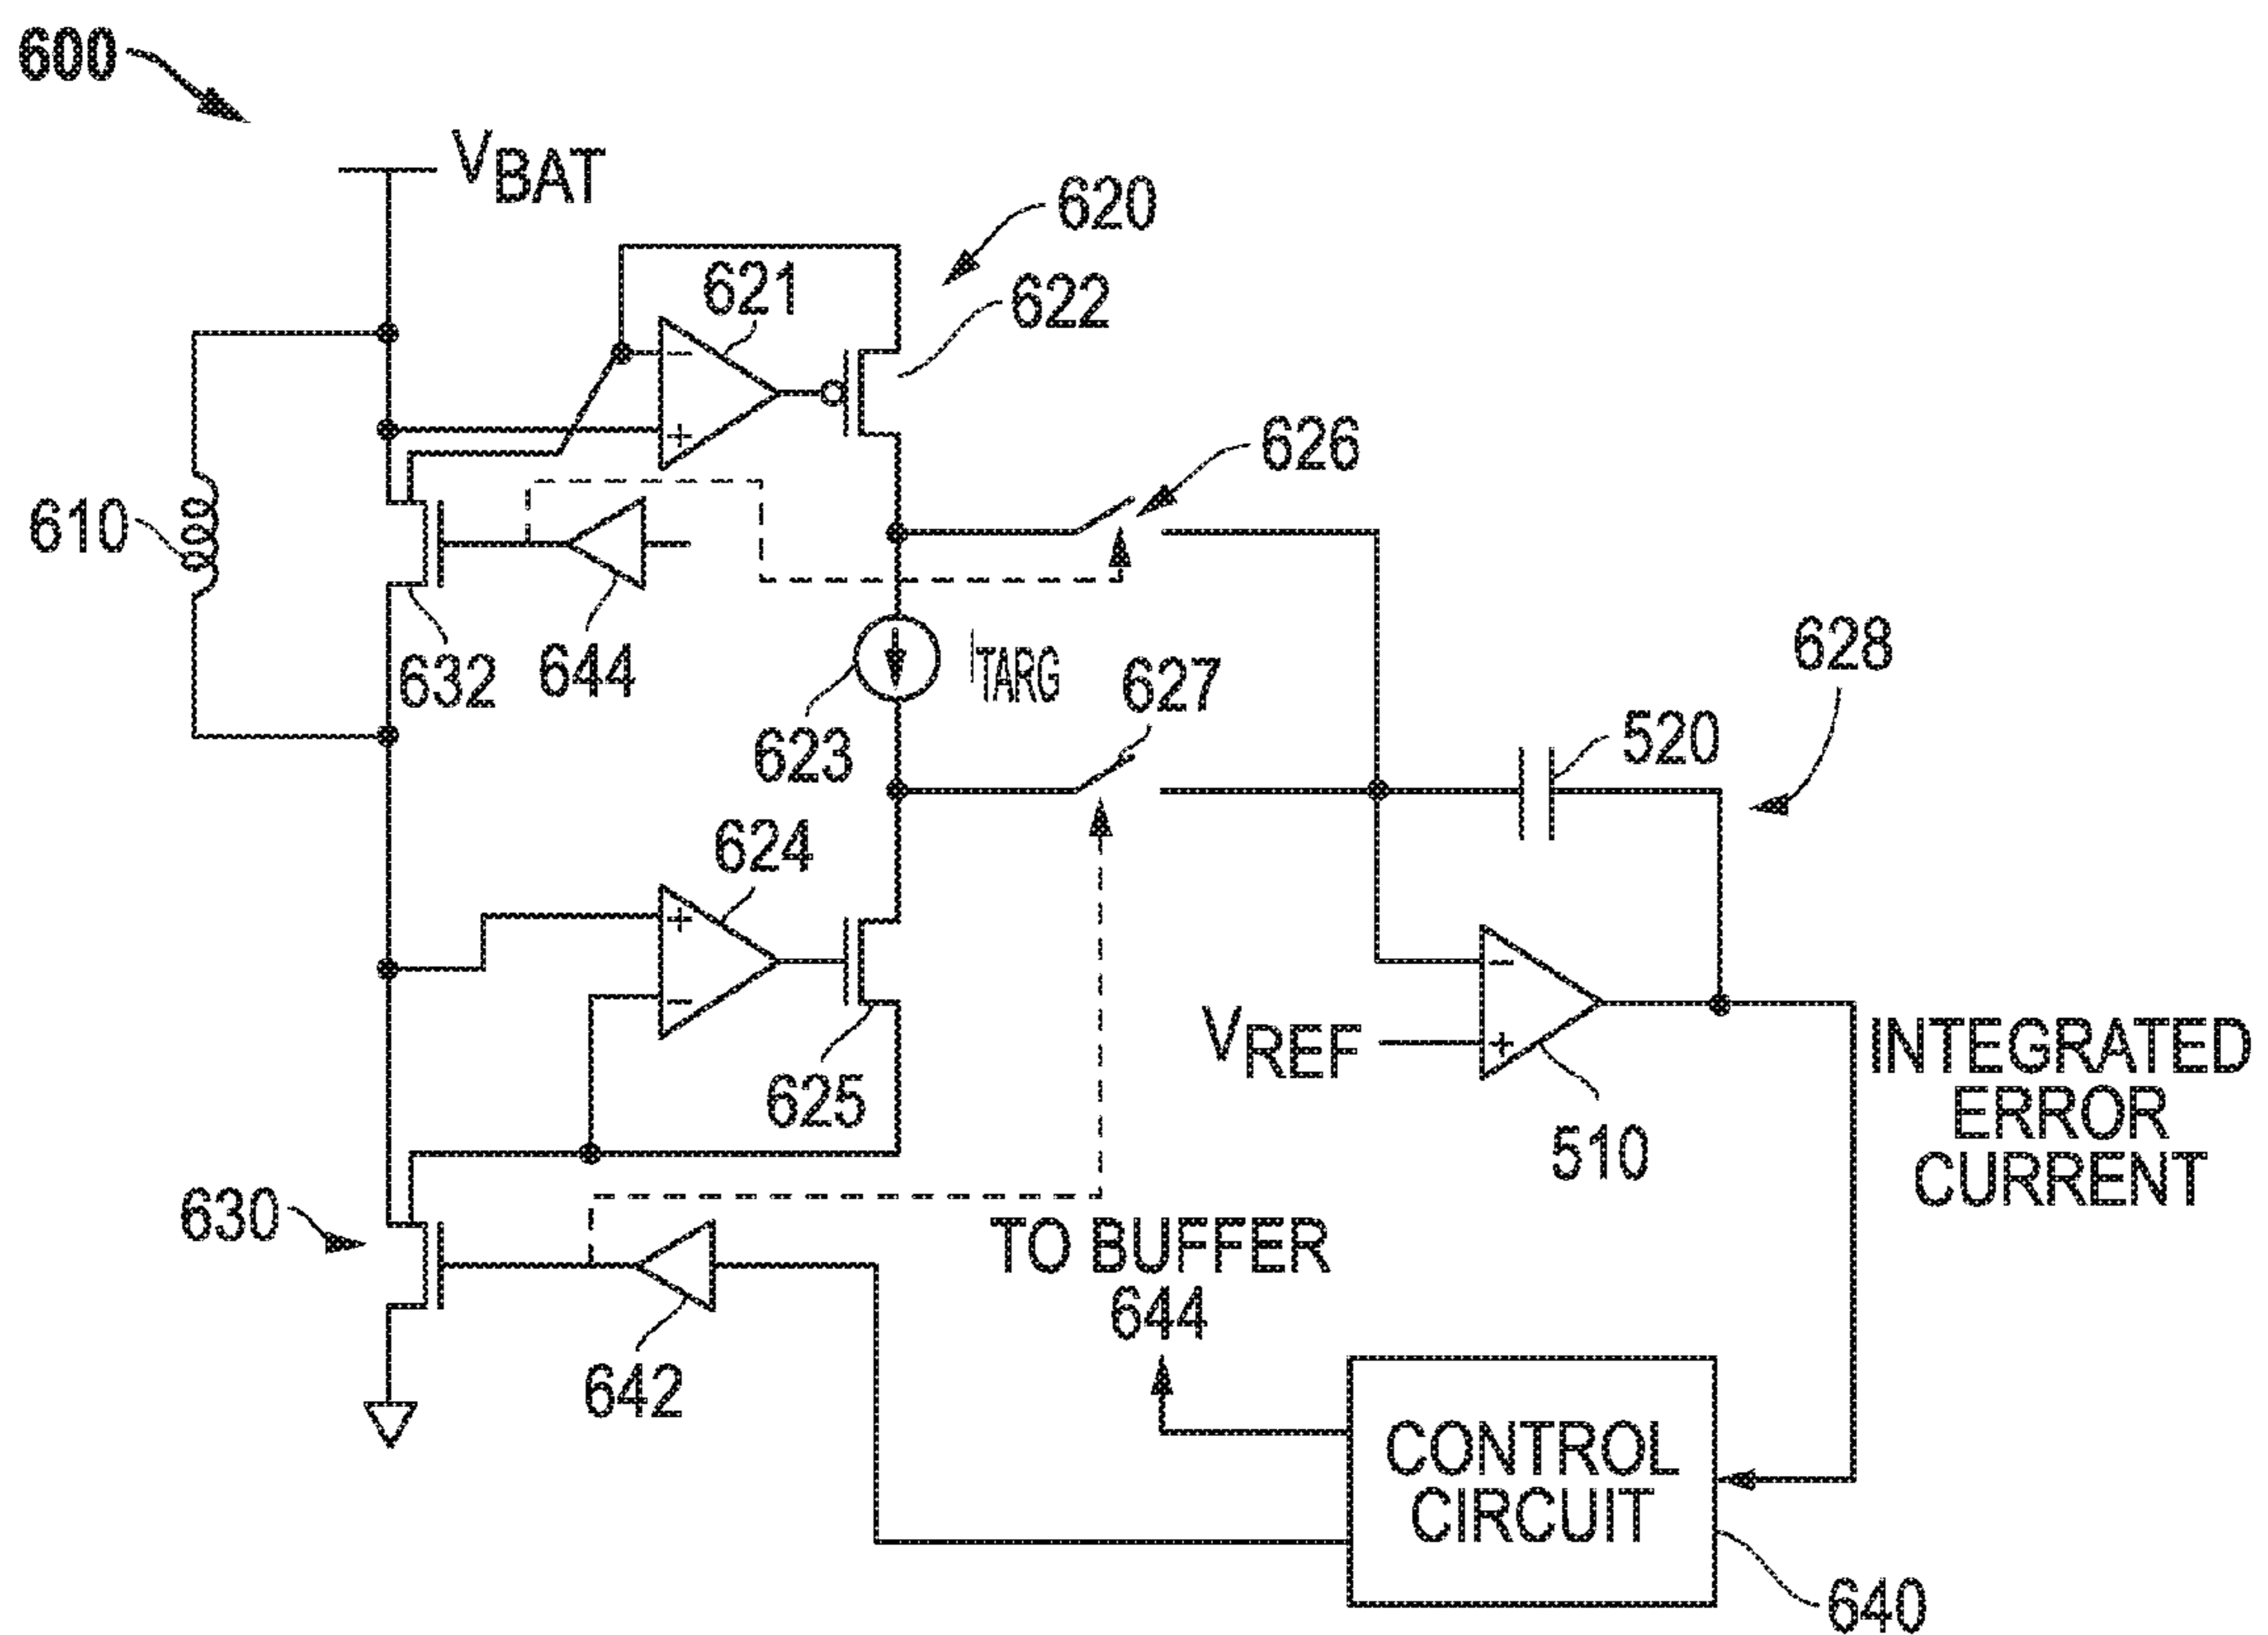 600
VBAT
620
621
622
626
610
632
644
623
ITARG
627
628
520
624
625
VREF
510
INTEGRATED
ERROR
CURRENT
630
642
TO BUFFER
644
CONTROL
CIRCUIT
640
−
+
+
−
−
+